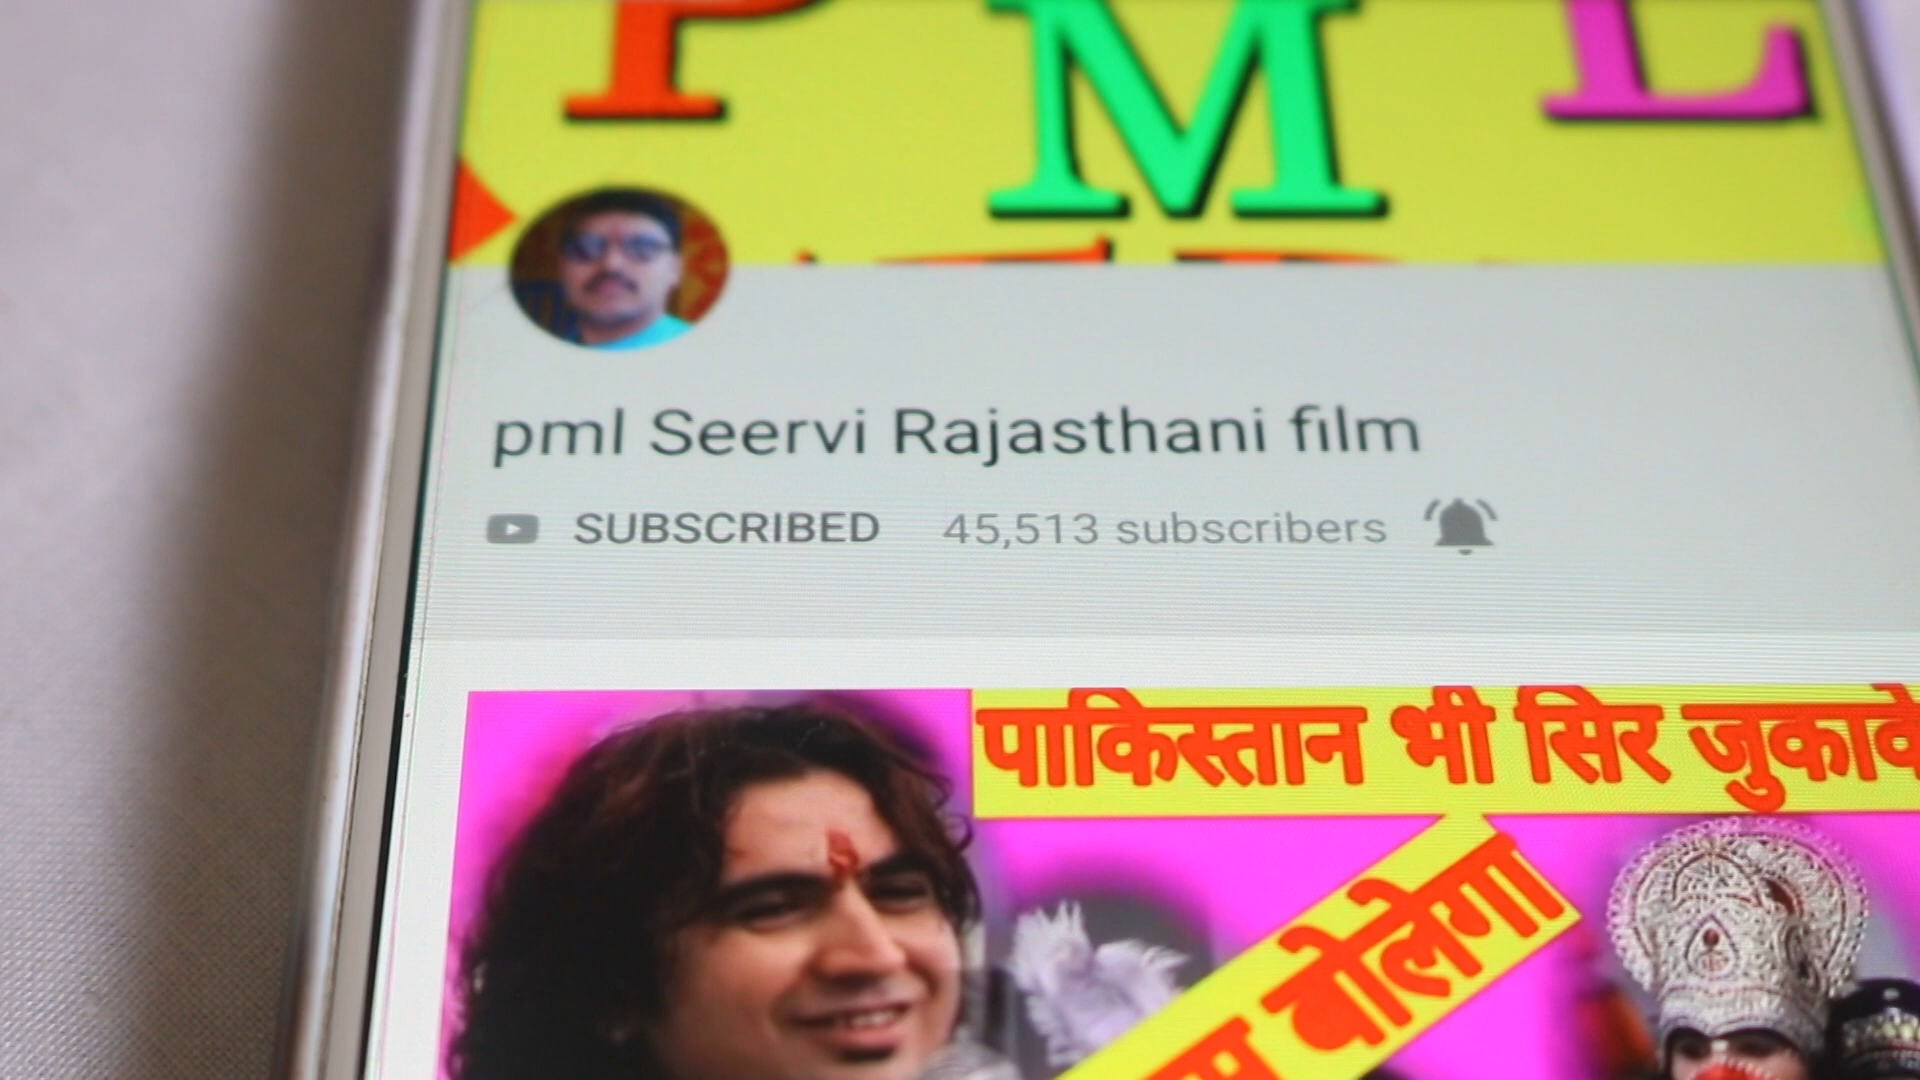 P M L
pml Seervi Rajasthani film
SUBSCRIBED 45,513 subscribers
पाकिस्तान भी सिर जुकावे
बोलेगा